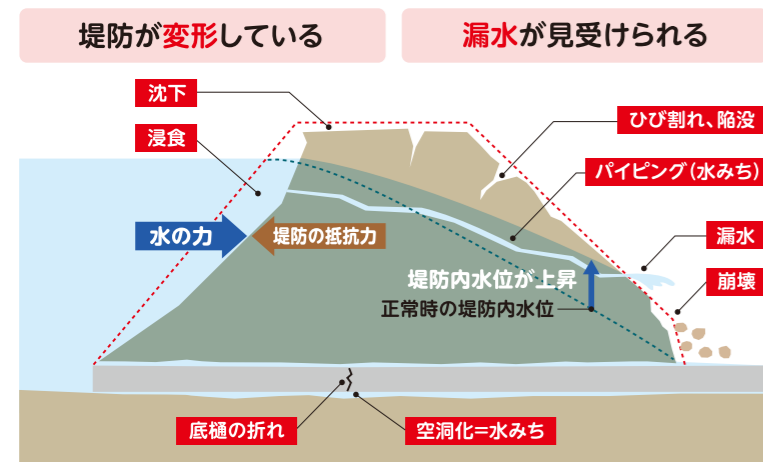 堤防が変形している
漏水が見受けられる
沈下
浸食
ひび割れ、陥没
パイピング(水みち)
水の力
堤防の抵抗力
漏水
堤防内水位が上昇
崩壊
正常時の堤防内水位
底樋の折れ
空洞化=水みち